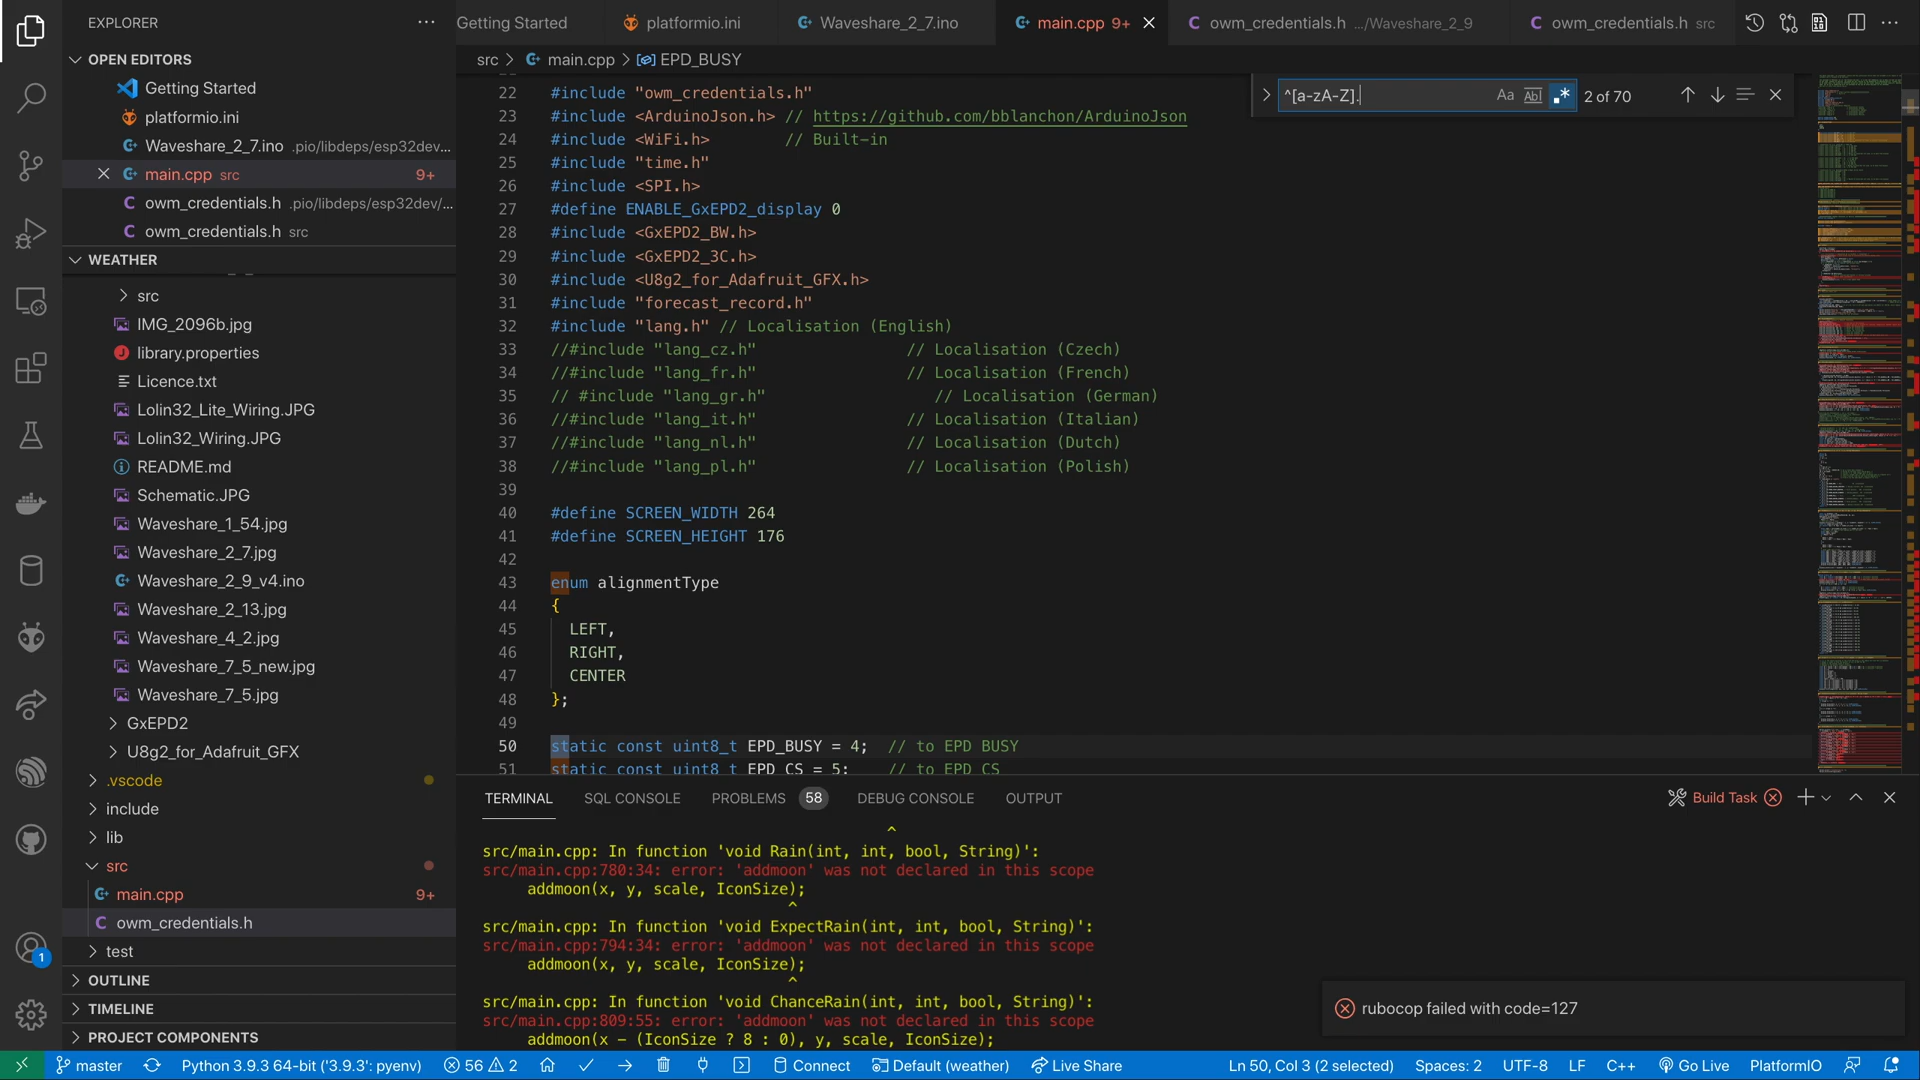 EXPLORER
OPEN EDITORS
Getting Started
platformio.ini
Waveshare_2_7.ino .pio/libdeps/esp32dev...
main.cpp src 9+
owm_credentials.h .pio/libdeps/esp32dev/...
owm_credentials.h src
WEATHER
src
IMG_2096b.jpg
library.properties
Licence.txt
Lolin32_Lite_Wiring.JPG
Lolin32_Wiring.JPG
README.md
Schematic.JPG
Waveshare_1_54.jpg
Waveshare_2_7.jpg
Waveshare_2_9_v4.ino
Waveshare_2_13.jpg
Waveshare_4_2.jpg
Waveshare_7_5_new.jpg
Waveshare_7_5.jpg
GxEPD2
U8g2_for_Adafruit_GFX
.vscode
include
lib
src
main.cpp 9+
owm_credentials.h
test
OUTLINE
TIMELINE
PROJECT COMPONENTS
1
Getting Started platformio.ini Waveshare_2_7.ino main.cpp 9+ owm_credentials.h .../Waveshare_2_9 owm_credentials.h src
src > main.cpp > EPD_BUSY
^[a-zA-Z]. Aa Abl .* 2 of 70
22 #include "owm_credentials.h"
23 #include <ArduinoJson.h> // https://github.com/bblanchon/ArduinoJson
24 #include <WiFi.h> // Built-in
25 #include "time.h"
26 #include <SPI.h>
27 #define ENABLE_GxEPD2_display 0
28 #include <GxEPD2_BW.h>
29 #include <GxEPD2_3C.h>
30 #include <U8g2_for_Adafruit_GFX.h>
31 #include "forecast_record.h"
32 #include "lang.h" // Localisation (English)
33 //#include "lang_cz.h" // Localisation (Czech)
34 //#include "lang_fr.h" // Localisation (French)
35 // #include "lang_gr.h" // Localisation (German)
36 //#include "lang_it.h" // Localisation (Italian)
37 //#include "lang_nl.h" // Localisation (Dutch)
38 //#include "lang_pl.h" // Localisation (Polish)
39
40 #define SCREEN_WIDTH 264
41 #define SCREEN_HEIGHT 176
42
43 enum alignmentType
44 {
45 LEFT,
46 RIGHT,
47 CENTER
48 };
49
50 static const uint8_t EPD_BUSY = 4; // to EPD BUSY
51 static const uint8_t EPD_CS = 5; // to EPD CS
TERMINAL SQL CONSOLE PROBLEMS 58 DEBUG CONSOLE OUTPUT Build Task
^
src/main.cpp: In function 'void Rain(int, int, bool, String)':
src/main.cpp:780:34: error: 'addmoon' was not declared in this scope
addmoon(x, y, scale, IconSize);
^
src/main.cpp: In function 'void ExpectRain(int, int, bool, String)':
src/main.cpp:794:34: error: 'addmoon' was not declared in this scope
addmoon(x, y, scale, IconSize);
^
src/main.cpp: In function 'void ChanceRain(int, int, bool, String)':
src/main.cpp:809:55: error: 'addmoon' was not declared in this scope
addmoon(x - (IconSize ? 8 : 0), y, scale, IconSize);
rubocop failed with code=127
master Python 3.9.3 64-bit ('3.9.3': pyenv) 56 2 Connect Default (weather) Live Share Ln 50, Col 3 (2 selected) Spaces: 2 UTF-8 LF C++ Go Live PlatformIO